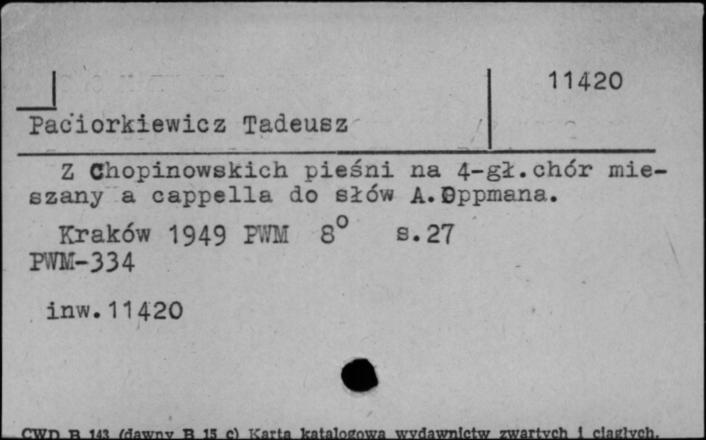 11420
Paciorkiewicz Tadeusz
Z Chopinowskich pieśni na 4-gł.chór mie-
szany a cappella do słów A.Oppmana.
Kraków 1949 PWM 8° s.27
PWM-334
inw.11420
CWD B 143 (dawny B 15 c) Karta katalogowa wydawnictw zwartych i ciągłych.